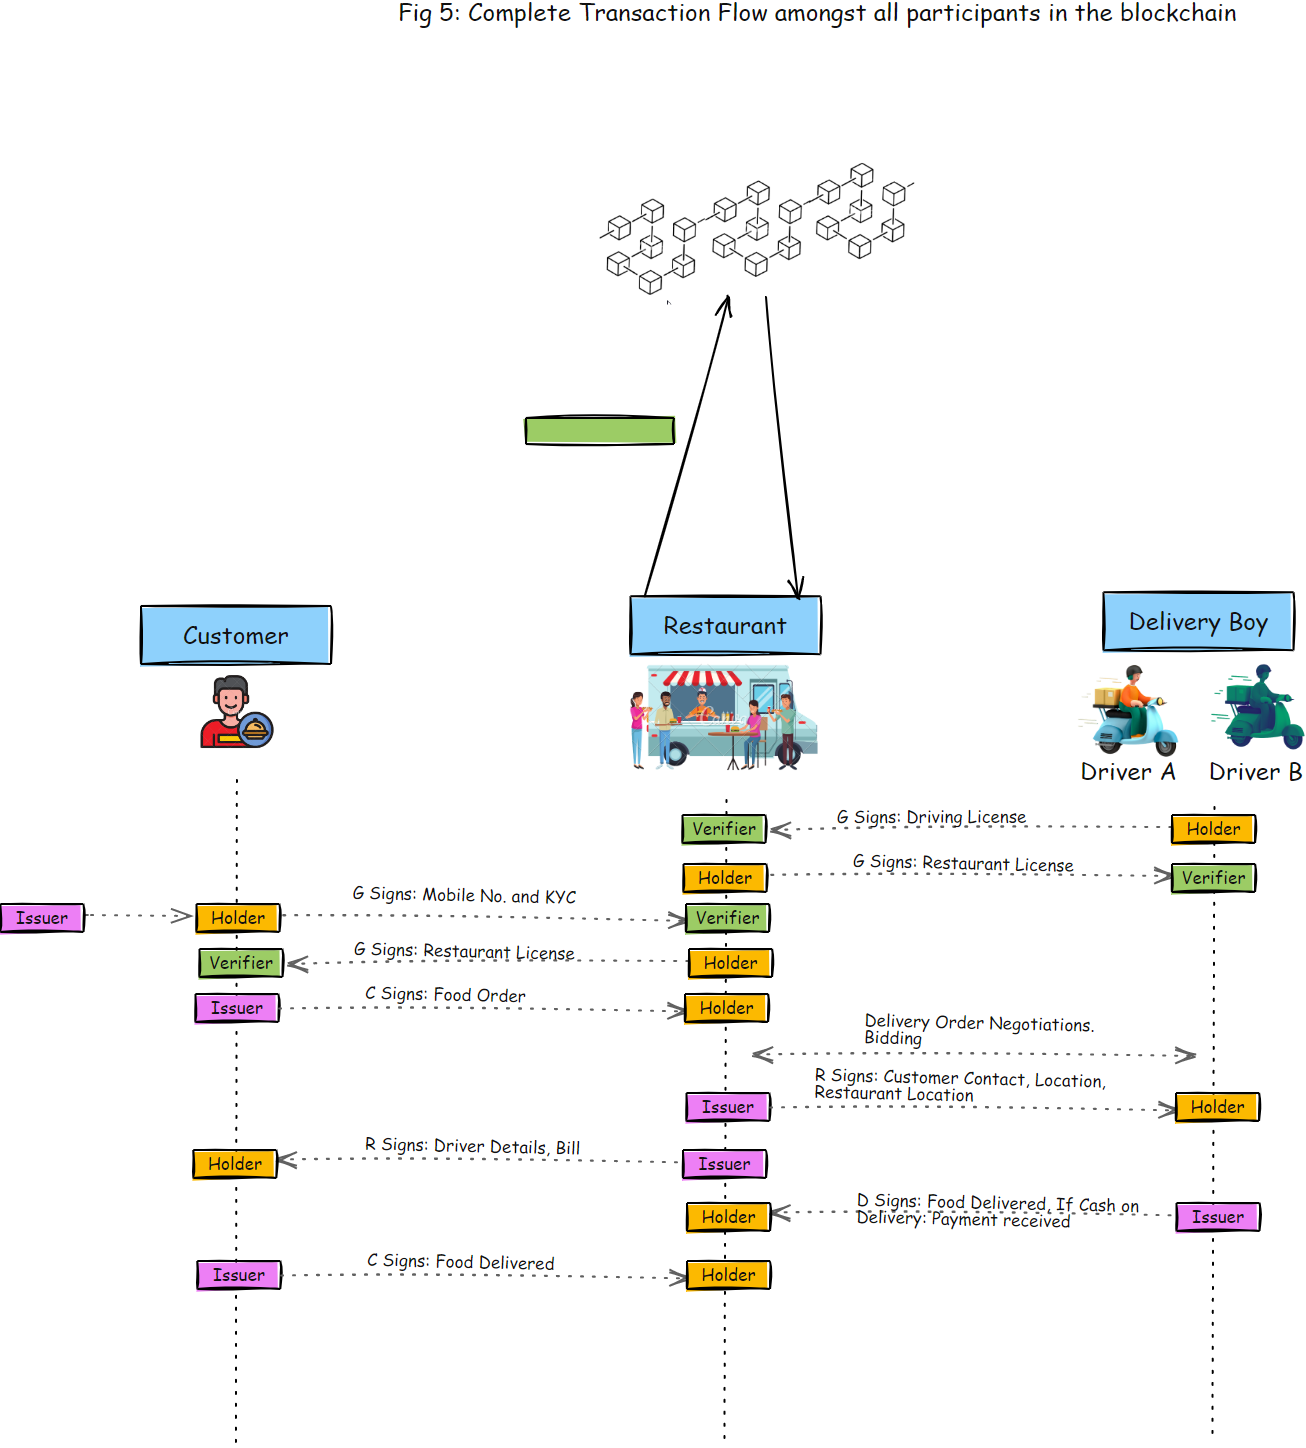 Fig 5: Complete Transaction Flow amongst all participants in the blockchain
Customer
Restaurant
Delivery Boy
Driver A
Driver B
Verifier
G Signs: Driving License
Holder
Holder
G Signs: Restaurant License
Verifier
Issuer
Holder
G Signs: Mobile No. and KYC
Verifier
Verifier
G Signs: Restaurant License
Holder
Issuer
C Signs: Food Order
Holder
Delivery Order Negotiations.
Bidding
Issuer
R Signs: Customer Contact, Location,
Restaurant Location
Holder
Holder
R Signs: Driver Details, Bill
Issuer
Holder
D Signs: Food Delivered, If Cash on
Delivery: Payment received
Issuer
Issuer
C Signs: Food Delivered
Holder